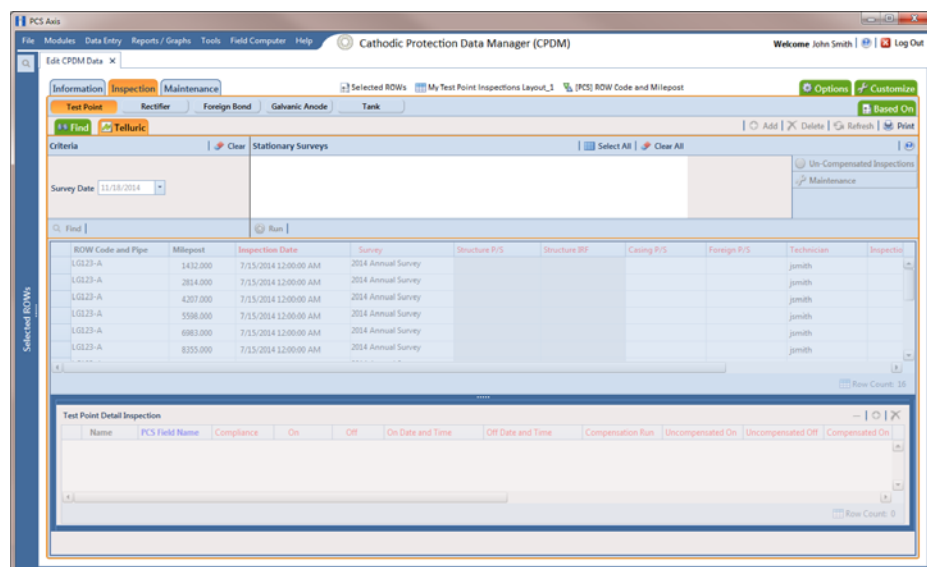 PCS Axis
File Modules Data Entry Reports / Graphs Tools Field Computer Help Cathodic Protection Data Manager (CPDM) Welcome John Smith | Log Out
Edit CPDM Data X
Information Inspection Maintenance Selected ROWs My Test Point Inspections Layout_1 [PCS] ROW Code and Milepost Options Customize
Test Point Rectifier Foreign Bond Galvanic Anode Tank Based On
Find Telluric Add Delete Refresh Print
Criteria Clear Stationary Surveys Select All Clear All
Un-Compensated Inspections
Maintenance
Survey Date 11/18/2014
Find Run
ROW Code and Pipe Milepost Inspection Date Survey Structure P/S Structure IRF Casing P/S Foreign P/S Technician Inspectio
LG123-A 1432.000 7/15/2014 12:00:00 AM 2014 Annual Survey jsmith
LG123-A 2814.000 7/15/2014 12:00:00 AM 2014 Annual Survey jsmith
LG123-A 4207.000 7/15/2014 12:00:00 AM 2014 Annual Survey jsmith
LG123-A 5598.000 7/15/2014 12:00:00 AM 2014 Annual Survey jsmith
LG123-A 6983.000 7/15/2014 12:00:00 AM 2014 Annual Survey jsmith
LG123-A 8355.000 7/15/2014 12:00:00 AM 2014 Annual Survey jsmith
Row Count: 16
Selected ROWs
Test Point Detail Inspection
Name PCS Field Name Compliance On Off On Date and Time Off Date and Time Compensation Run Uncompensated On Uncompensated Off Compensated On
Row Count: 0